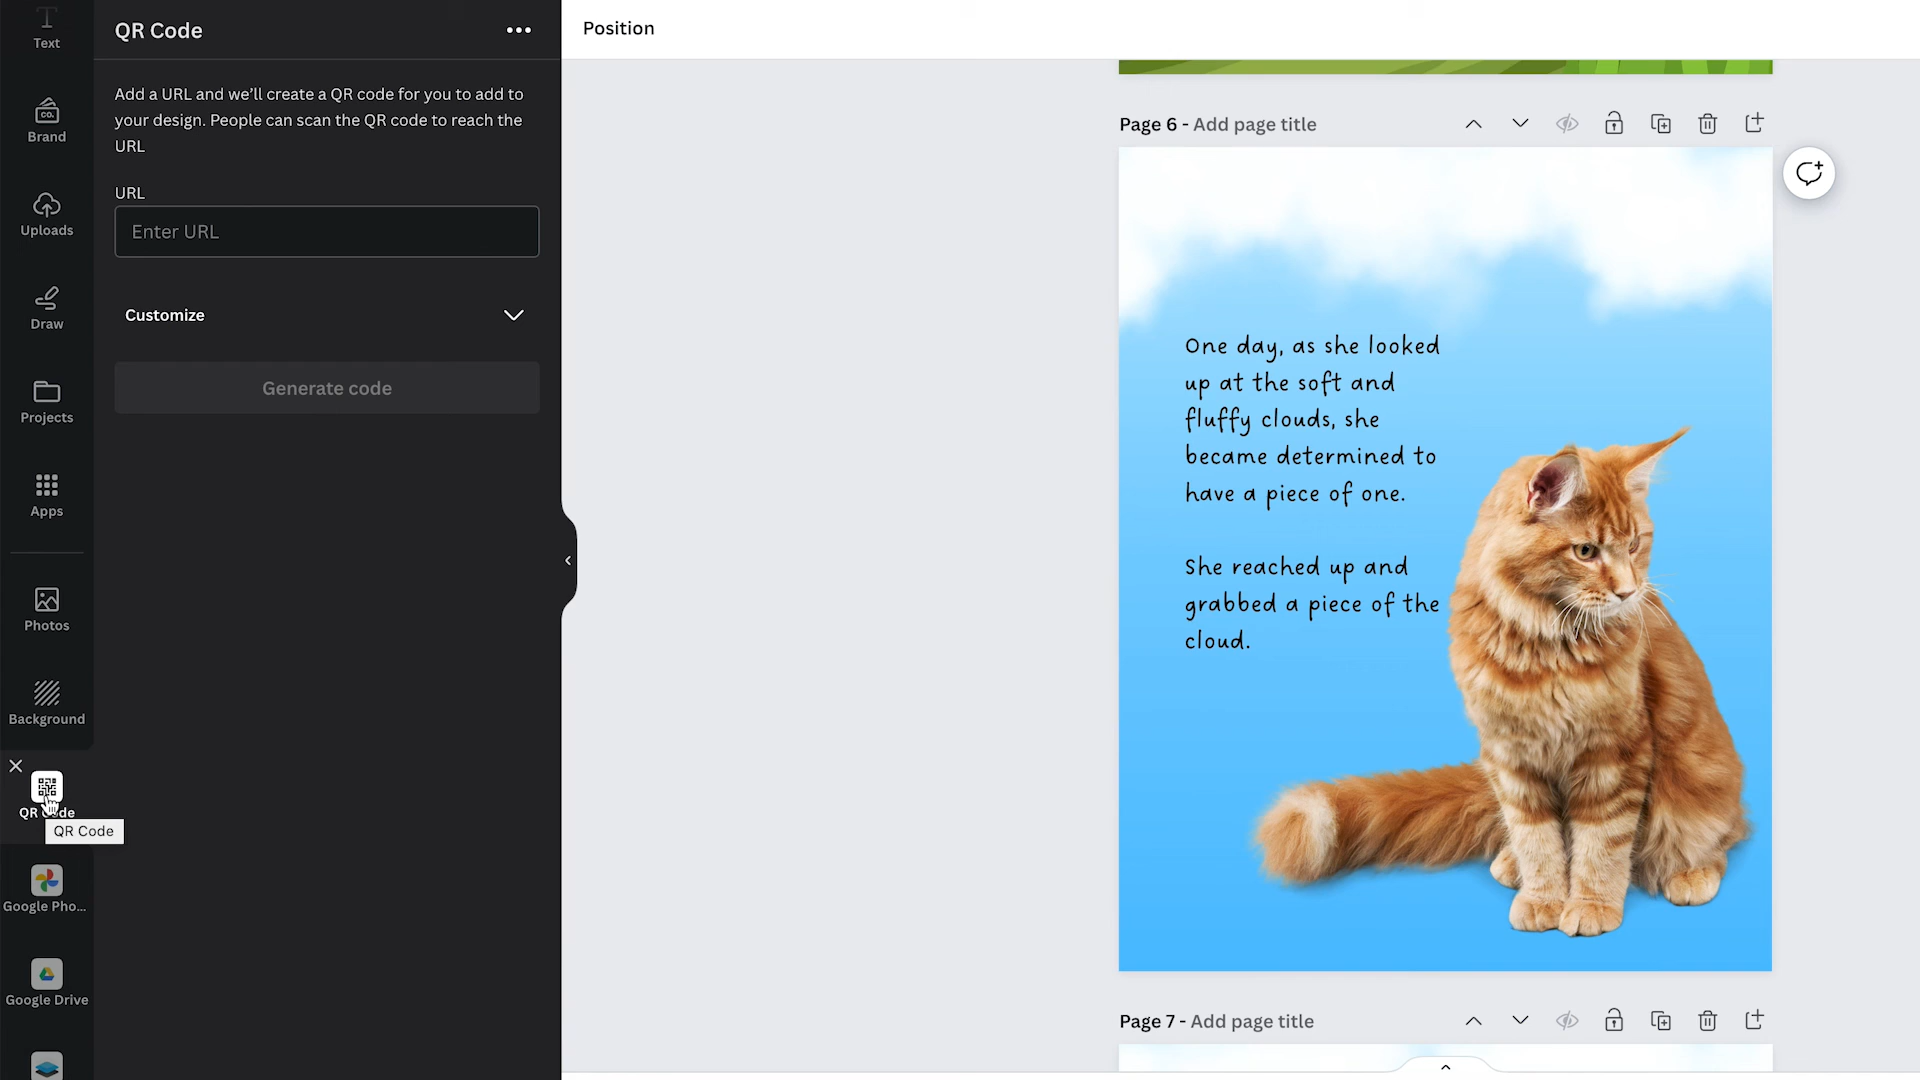 Text
Brand
Uploads
Draw
Projects
Apps
Photos
Background
QR Code
Google Pho...
Google Drive
QR Code
Add a URL and we'll create a QR code for you to add to
your design. People can scan the QR code to reach the
URL
URL
Enter URL
Customize
Generate code
Position
Page 6 - Add page title
One day, as she looked
up at the soft and
fluffy clouds, she
became determined to
have a piece of one.
She reached up and
grabbed a piece of the
cloud.
Page 7 - Add page title